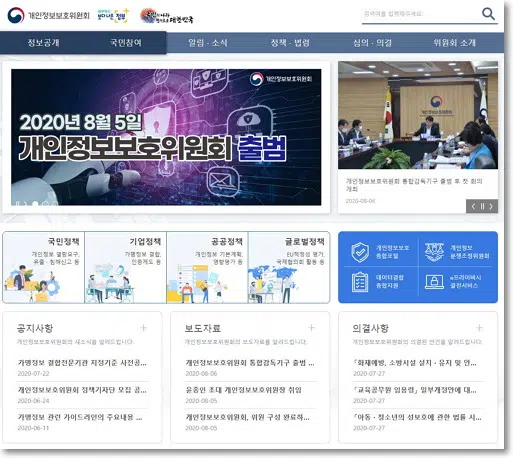 개인정보보호위원회
보다나은 정부
대한민국
검색어를 입력해주세요.
정보공개
국민참여
알림·소식
정책·법령
심의·의결
위원회 소개
개인정보보호위원회
2020년 8월 5일
개인정보보호위원회 출범
개인정보보호위원회 통합감독기구 출범 후 첫 회의
개최
2020-08-06
국민정책
개인정보 열람요구,
유출·침해신고 등
기업정책
가명정보 결합,
인증제도 등
공공정책
개인정보 기본계획,
영향평가 등
글로벌정책
EU적정성 평가,
국제협의회 활동 등
개인정보보호
종합포털
개인정보
분쟁조정위원회
데이터결합
종합지원
e프라이버시
클린서비스
공지사항
개인정보보호위원회의 새소식을 알려드립니다.
가명정보 결합전문기관 지정기준 사전공...
2020-07-22
개인정보보호위원회 정책기자단 모집 공...
2020-06-24
가명정보 관련 가이드라인의 주요내용 ...
2020-06-11
보도자료
개인정보보호위원회의 보도자료를 알려드립니다.
개인정보보호위원회 통합감독기구 출범 ...
2020-08-06
윤종인 초대 개인정보보호위원장 취임
2020-08-05
개인정보보호위원회, 위원 구성 완료하...
2020-08-05
의결사항
개인정보보호위원회의 의결된 안건을 알려드립니다.
「화재예방, 소방시설 설치·유지 및 안...
2020-07-27
「교육공무원 임용령」 일부개정안에 대...
2020-07-27
「아동·청소년의 성보호에 관한 법률 시...
2020-07-27